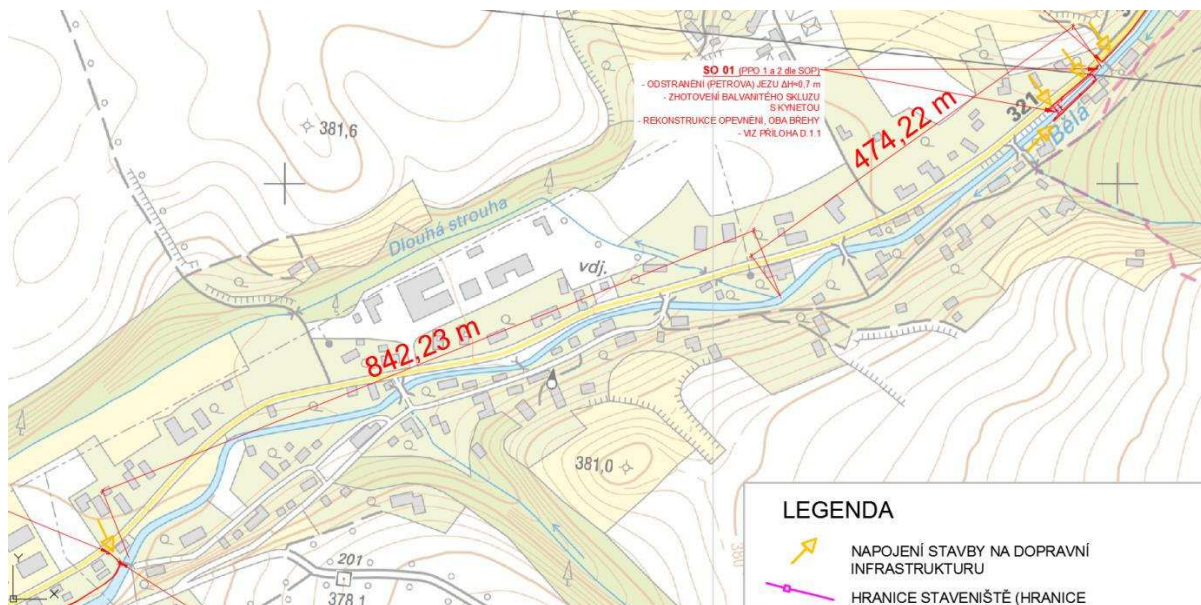 SO 01 (PPO 1 a 2 dle SOP)
- ODSTRANĚNÍ (PETROVA) JEZU ΔH=0,7 m
- ZHOTOVENÍ BALVANITÉHO SKLUZU
S KYNETOU
- REKONSTRUKCE OPEVNĚNÍ, OBA BŘEHY
- VIZ PŘÍLOHA D.1.1
321
Bělá
474,22 m
381,6
Dlouhá strouha
vdj.
842,23 m
381,0
380
201
378,1
Y
X
LEGENDA
NAPOJENÍ STAVBY NA DOPRAVNÍ
INFRASTRUKTURU
HRANICE STAVENIŠTĚ (HRANICE